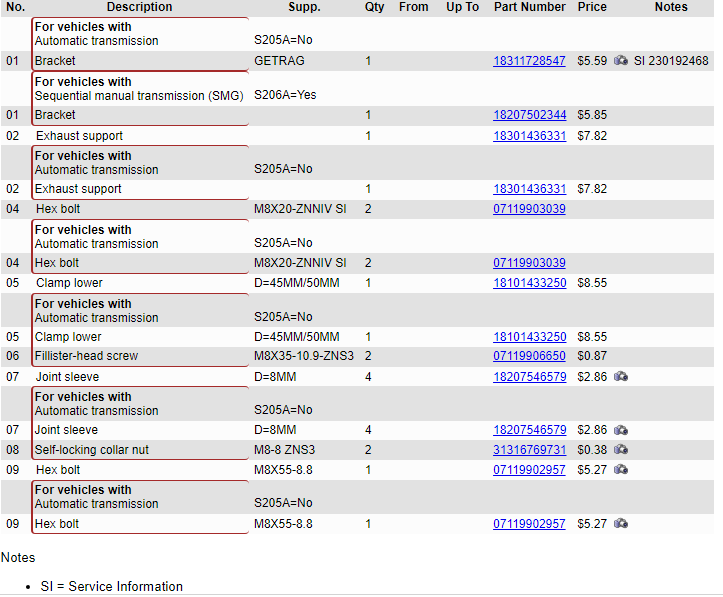 No. Description Supp. Qty From Up To Part Number Price Notes
For vehicles with
Automatic transmission S205A=No
01 Bracket GETRAG 1 18311728547 $5.59 SI 230192468
For vehicles with
Sequential manual transmission (SMG) S206A=Yes
01 Bracket 1 18207502344 $5.85
02 Exhaust support 1 18301436331 $7.82
For vehicles with
Automatic transmission S205A=No
02 Exhaust support 1 18301436331 $7.82
04 Hex bolt M8X20-ZNNIV SI 2 07119903039
For vehicles with
Automatic transmission S205A=No
04 Hex bolt M8X20-ZNNIV SI 2 07119903039
05 Clamp lower D=45MM/50MM 1 18101433250 $8.55
For vehicles with
Automatic transmission S205A=No
05 Clamp lower D=45MM/50MM 1 18101433250 $8.55
06 Fillister-head screw M8X35-10.9-ZNS3 2 07119906650 $0.87
07 Joint sleeve D=8MM 4 18207546579 $2.86
For vehicles with
Automatic transmission S205A=No
07 Joint sleeve D=8MM 4 18207546579 $2.86
08 Self-locking collar nut M8-8 ZNS3 2 31316769731 $0.38
09 Hex bolt M8X55-8.8 1 07119902957 $5.27
For vehicles with
Automatic transmission S205A=No
09 Hex bolt M8X55-8.8 1 07119902957 $5.27
Notes
• SI = Service Information